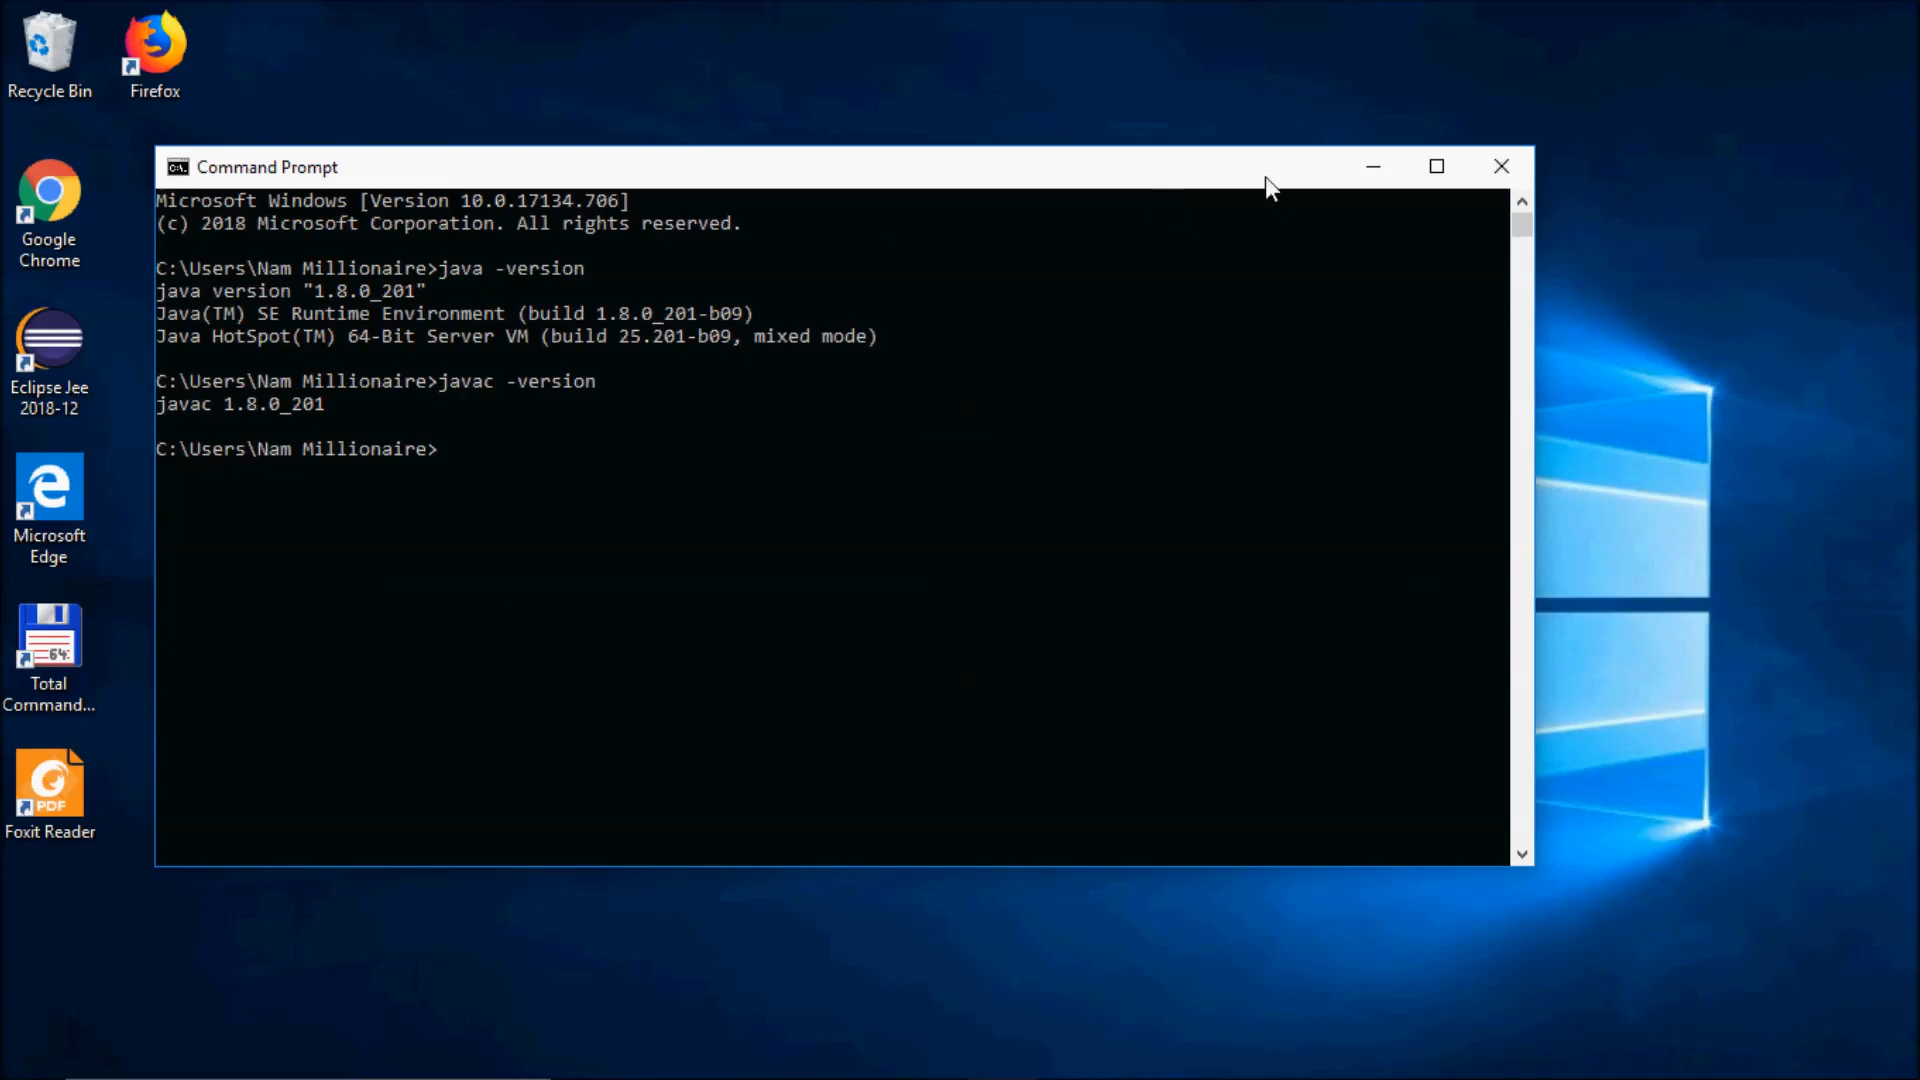 Recycle Bin
Firefox
Google
Chrome
Eclipse Jee
2018-12
Microsoft
Edge
64
Total
Command...
PDF
Foxit Reader
C:\.
Command Prompt
Microsoft Windows [Version 10.0.17134.706]
(c) 2018 Microsoft Corporation. All rights reserved.
C:\Users\Nam Millionaire>java -version
java version "1.8.0_201"
Java(TM) SE Runtime Environment (build 1.8.0_201-b09)
Java HotSpot(TM) 64-Bit Server VM (build 25.201-b09, mixed mode)
C:\Users\Nam Millionaire>javac -version
javac 1.8.0_201
C:\Users\Nam Millionaire>